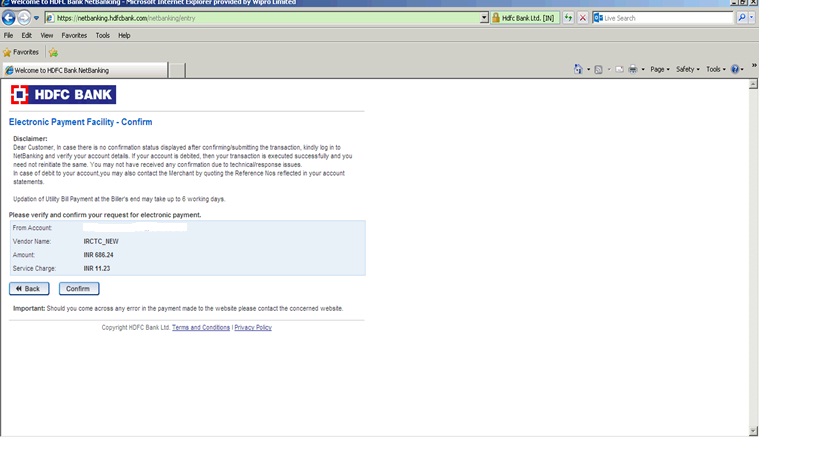 Welcome to HDFC Bank NetBanking - Microsoft Internet Explorer provided by Wipro Limited
https://netbanking.hdfcbank.com/netbanking/entry
Hdfc Bank Ltd. [IN]
Live Search
File Edit View Favorites Tools Help
Favorites
Welcome to HDFC Bank NetBanking
Page Safety Tools
HDFC BANK
Electronic Payment Facility - Confirm
Disclaimer:
Dear Customer, In case there is no confirmation status displayed after confirming/submitting the transaction, kindly log in to
NetBanking and verify your account details. If your account is debited, then your transaction is executed successfully and you
need not reinitiate the same. You may not have received any confirmation due to technical/response issues.
In case of debit to your account,you may also contact the Merchant by quoting the Reference Nos reflected in your account
statements.
Updation of Utility Bill Payment at the Biller's end may take up to 6 working days.
Please verify and confirm your request for electronic payment.
From Account:
Vendor Name: IRCTC_NEW
Amount: INR 686.24
Service Charge: INR 11.23
Back Confirm
Important: Should you come across any error in the payment made to the website please contact the concerned website.
Copyright HDFC Bank Ltd. Terms and Conditions | Privacy Policy